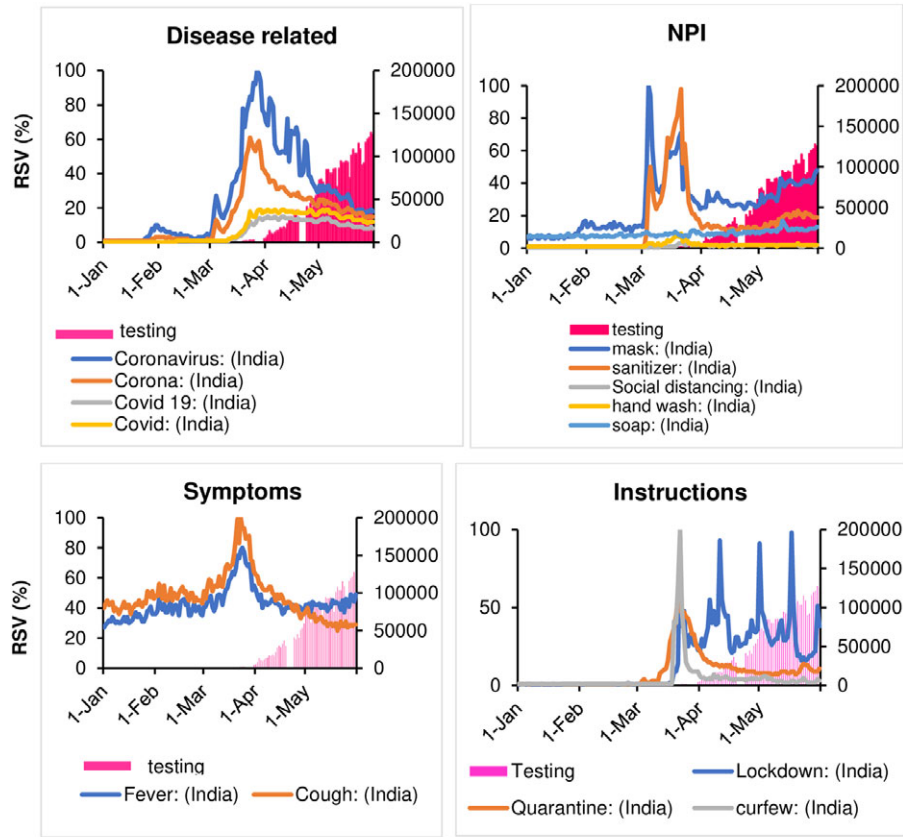 Disease related
100
80
60
40
20
0
RSV (%)
200000
150000
100000
50000
0
1-Jan
1-Feb
1-Mar
1-Apr
1-May
testing
Coronavirus: (India)
Corona: (India)
Covid 19: (India)
Covid: (India)
NPI
100
80
60
40
20
0
200000
150000
100000
50000
0
1-Jan
1-Feb
1-Mar
1-Apr
1-May
testing
mask: (India)
sanitizer: (India)
Social distancing: (India)
hand wash: (India)
soap: (India)
Symptoms
100
80
60
40
20
0
RSV (%)
200000
150000
100000
50000
0
1-Jan
1-Feb
1-Mar
1-Apr
1-May
testing
Fever: (India)
Cough: (India)
Instructions
100
50
0
200000
150000
100000
50000
0
1-Jan
1-Feb
1-Mar
1-Apr
1-May
Testing
Lockdown: (India)
Quarantine: (India)
curfew: (India)